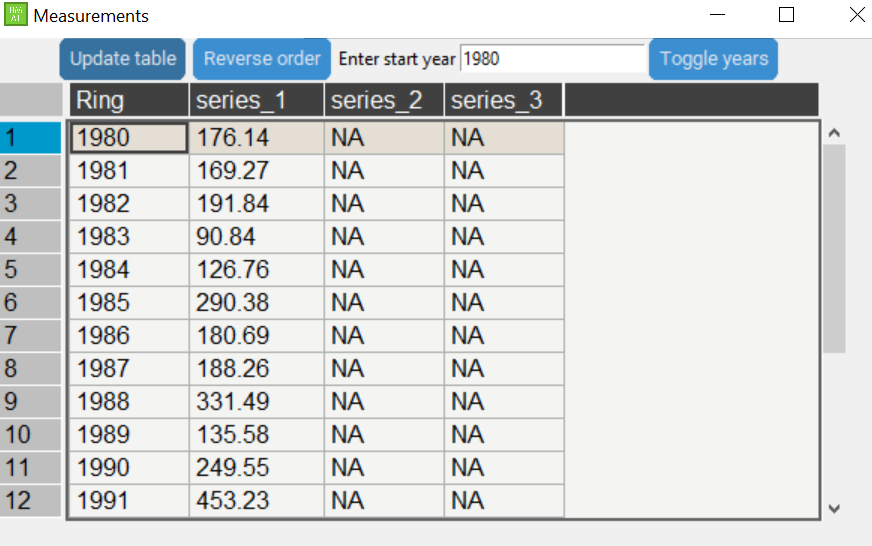 Measurements
Update table Reverse order Enter start year 1980 Toggle years
Ring series_1 series_2 series_3
1 1980 176.14 NA NA
2 1981 169.27 NA NA
3 1982 191.84 NA NA
4 1983 90.84 NA NA
5 1984 126.76 NA NA
6 1985 290.38 NA NA
7 1986 180.69 NA NA
8 1987 188.26 NA NA
9 1988 331.49 NA NA
10 1989 135.58 NA NA
11 1990 249.55 NA NA
12 1991 453.23 NA NA